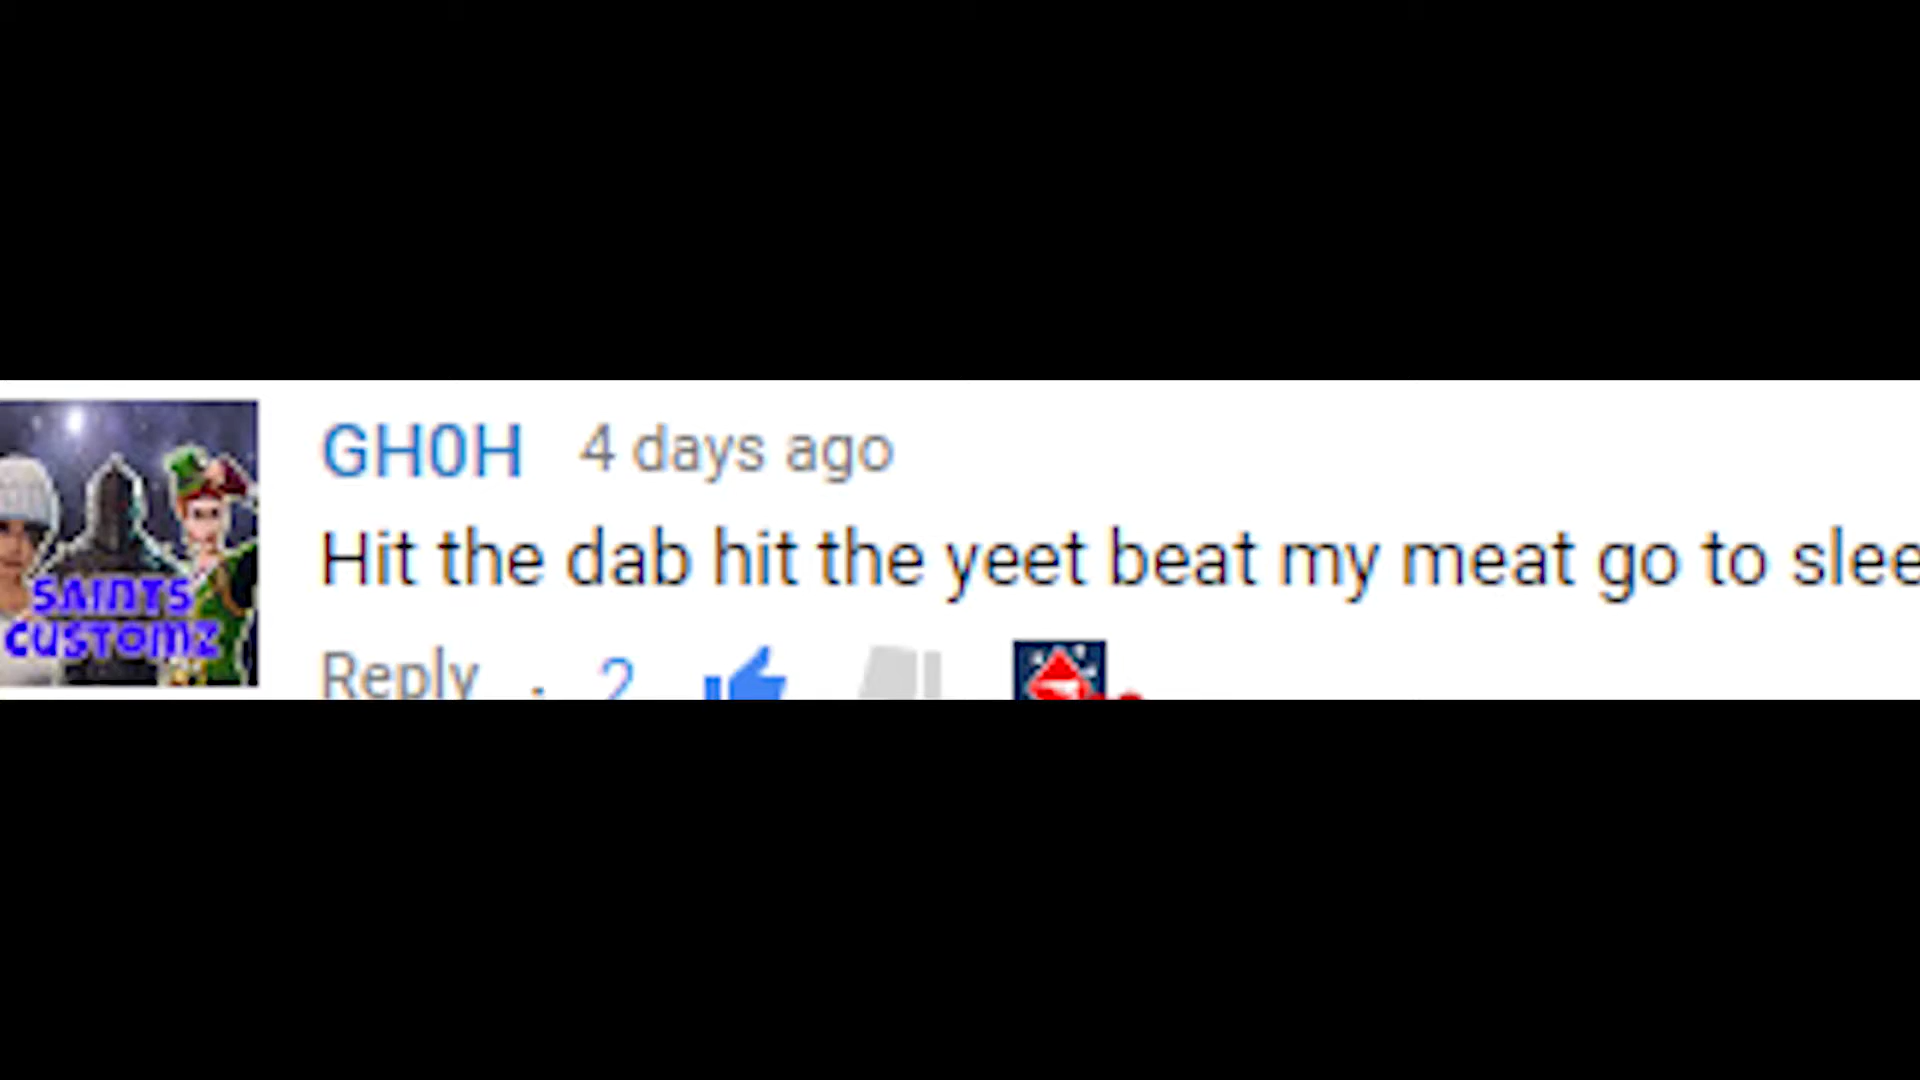 GH0H 4 days ago
Hit the dab hit the yeet beat my meat go to slee
Reply · 2
SAINTS
CUSTOMZ